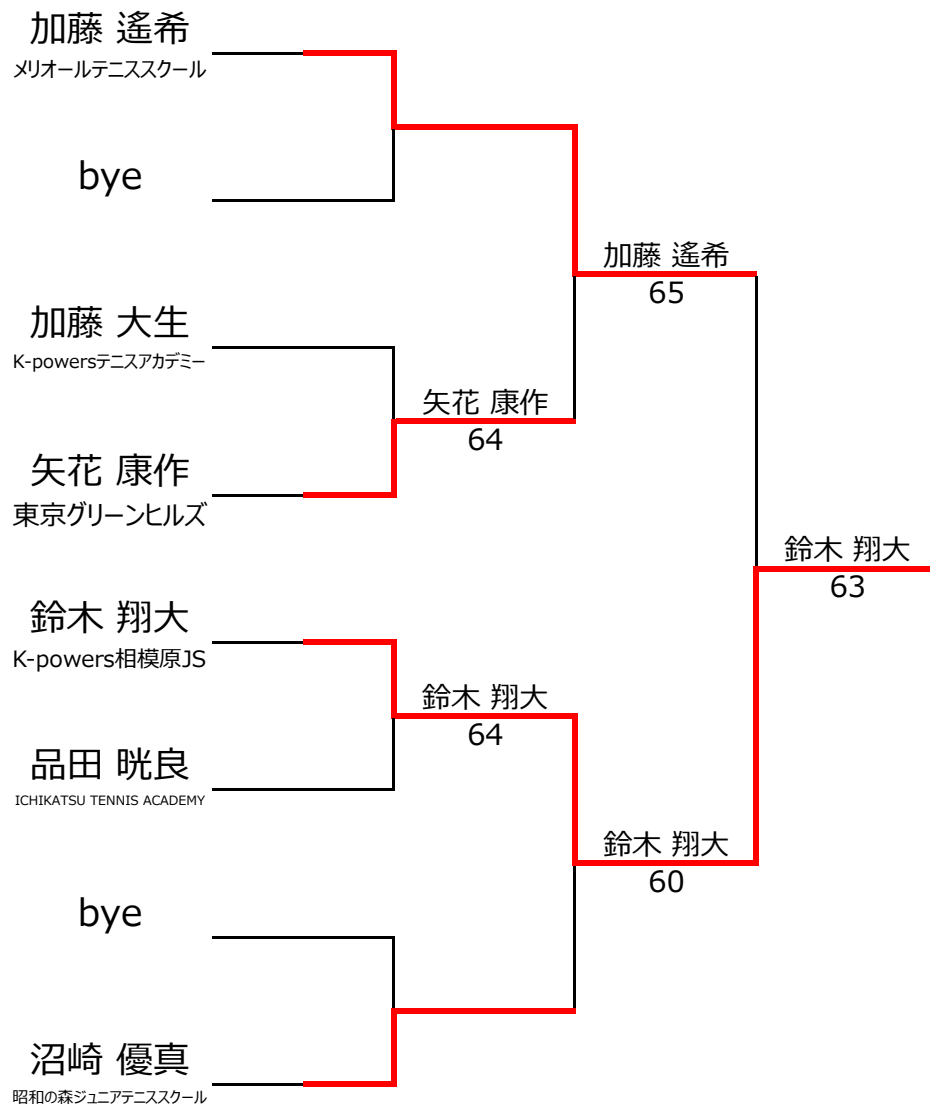 加藤 遙希
メリオールテニススクール
bye
加藤 遙希
65
加藤 大生
K-powersテニスアカデミー
矢花 康作
64
矢花 康作
東京グリーンヒルズ
鈴木 翔大
63
鈴木 翔大
K-powers相模原JS
鈴木 翔大
64
品田 晄良
ICHIKATSU TENNIS ACADEMY
鈴木 翔大
60
bye
沼崎 優真
昭和の森ジュニアテニススクール